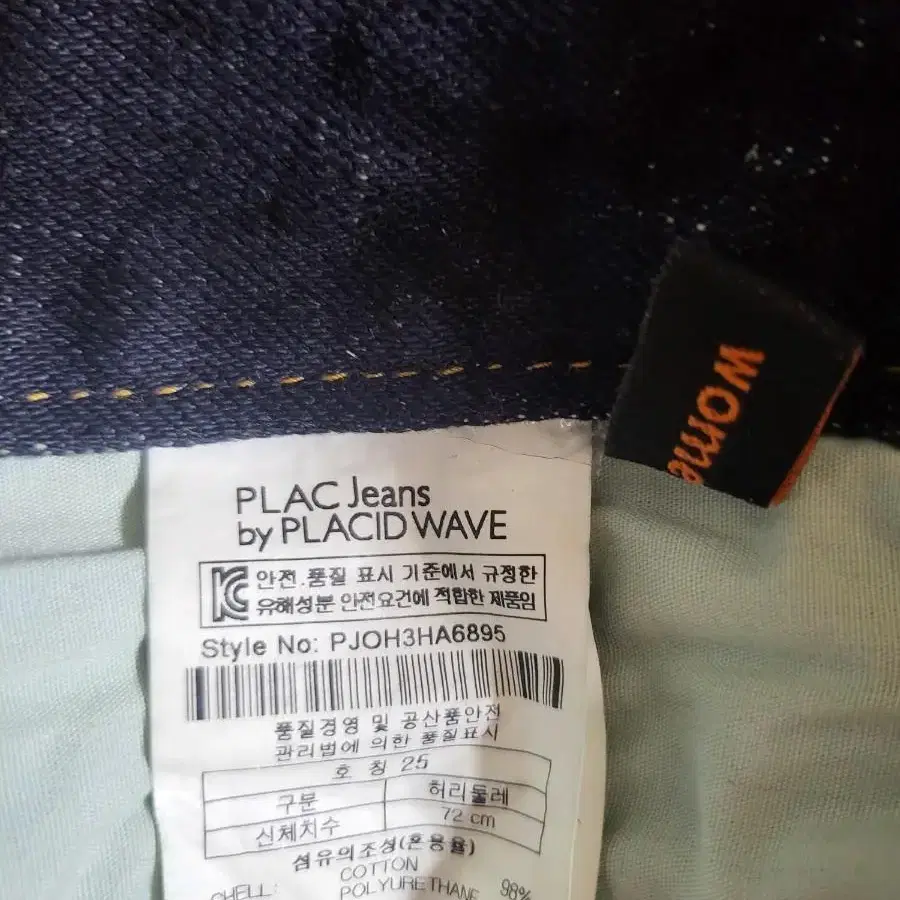 PLAC Jeans
by PLACID WAVE
안전.품질 표시 기준에서 규정한
유해성분 안전요건에 적합한 제품임
Style No: PJOH3HA6895
품질경영 및 공산품안전
관리법에 의한 품질표시
호 칭 25
구분 허리둘레
신체치수 72 cm
섬유의조성(혼용율)
COTTON 98%
SHELL: POLYURETHANE
wome